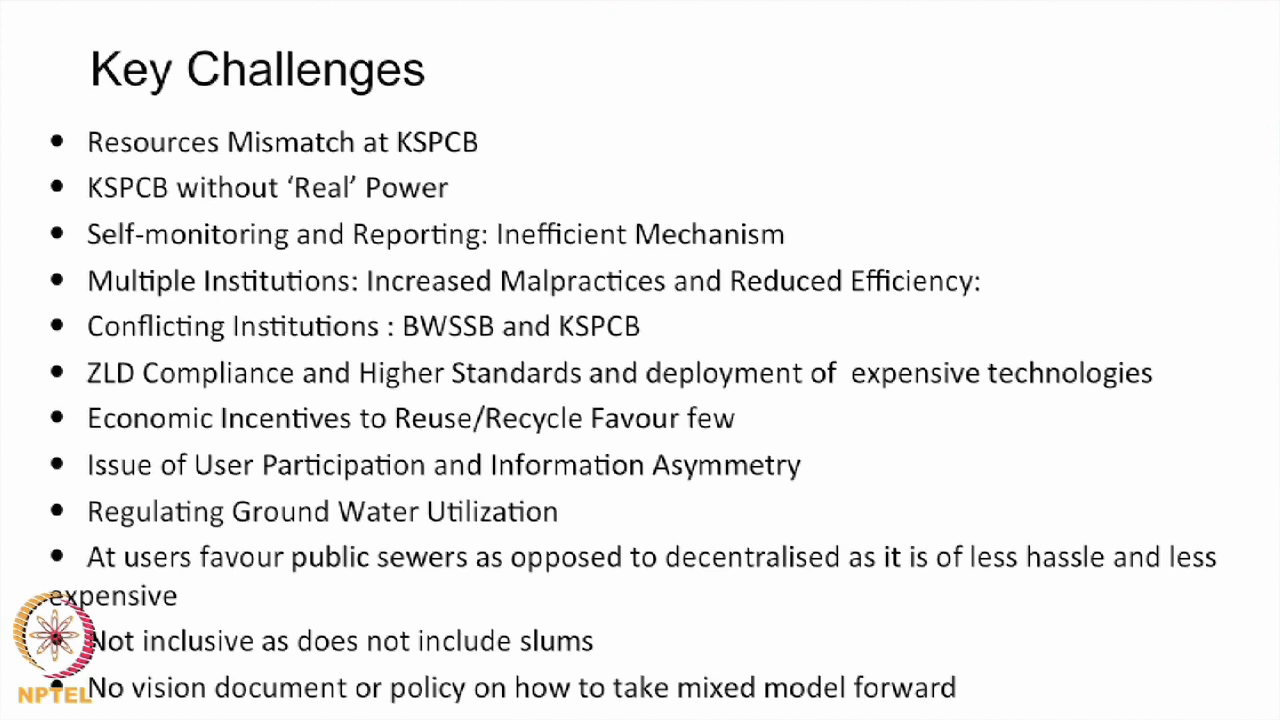 Key Challenges
• Resources Mismatch at KSPCB
• KSPCB without ‘Real’ Power
• Self-monitoring and Reporting: Inefficient Mechanism
• Multiple Institutions: Increased Malpractices and Reduced Efficiency:
• Conflicting Institutions : BWSSB and KSPCB
• ZLD Compliance and Higher Standards and deployment of  expensive technologies
• Economic Incentives to Reuse/Recycle Favour few
• Issue of User Participation and Information Asymmetry
• Regulating Ground Water Utilization
• At users favour public sewers as opposed to decentralised as it is of less hassle and less
expensive
Not inclusive as does not include slums
• No vision document or policy on how to take mixed model forward
NPTEL